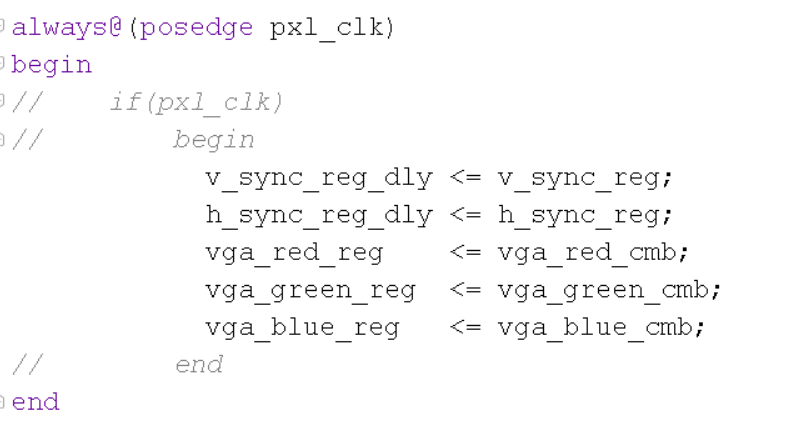 always@(posedge pxl_clk)
begin
//    if(pxl_clk)
//        begin
            v_sync_reg_dly <= v_sync_reg;
            h_sync_reg_dly <= h_sync_reg;
            vga_red_reg    <= vga_red_cmb;
            vga_green_reg  <= vga_green_cmb;
            vga_blue_reg   <= vga_blue_cmb;
//        end
end